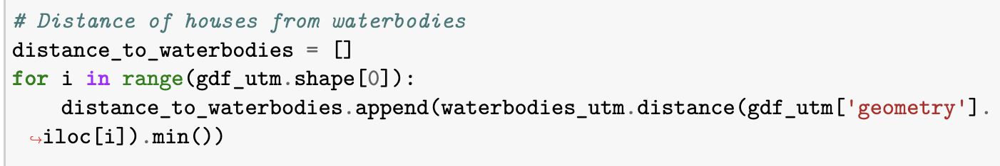 # Distance of houses from waterbodies
distance_to_waterbodies = []
for i in range(gdf_utm.shape[0]):
    distance_to_waterbodies.append(waterbodies_utm.distance(gdf_utm['geometry'].
↪iloc[i]).min())